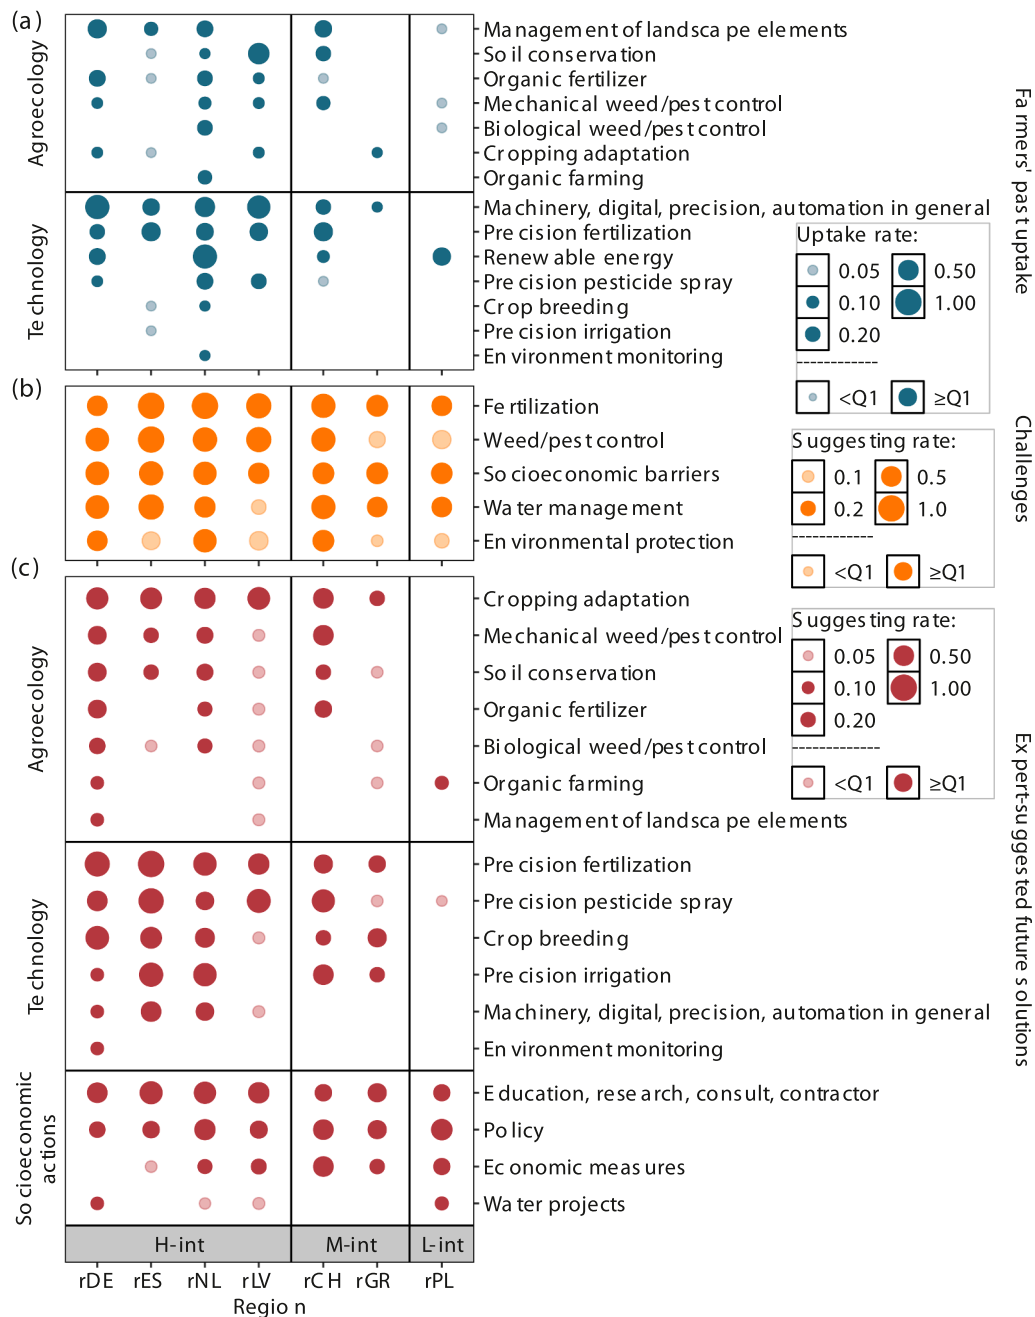 (a)
Agroecology
Management of landscape elements
Soil conservation
Organic fertilizer
Mechanical weed/pest control
Biological weed/pest control
Cropping adaptation
Organic farming
Technology
Machinery, digital, precision, automation in general
Precision fertilization
Renewable energy
Precision pesticide spray
Crop breeding
Precision irrigation
Environment monitoring
Farmers' past uptake
Uptake rate:
0.05 0.50
0.10 1.00
0.20
<Q1 ≥Q1
(b)
Fertilization
Weed/pest control
Socioeconomic barriers
Water management
Environmental protection
Challenges
Suggesting rate:
0.1 0.5
0.2 1.0
<Q1 ≥Q1
(c)
Agroecology
Cropping adaptation
Mechanical weed/pest control
Soil conservation
Organic fertilizer
Biological weed/pest control
Organic farming
Management of landscape elements
Technology
Precision fertilization
Precision pesticide spray
Crop breeding
Precision irrigation
Machinery, digital, precision, automation in general
Environment monitoring
Socioeconomic
actions
Education, research, consult, contractor
Policy
Economic measures
Water projects
Expert-suggested future solutions
Suggesting rate:
0.05 0.50
0.10 1.00
0.20
<Q1 ≥Q1
H-int M-int L-int
rDE rES rNL rLV rCH rGR rPL
Region